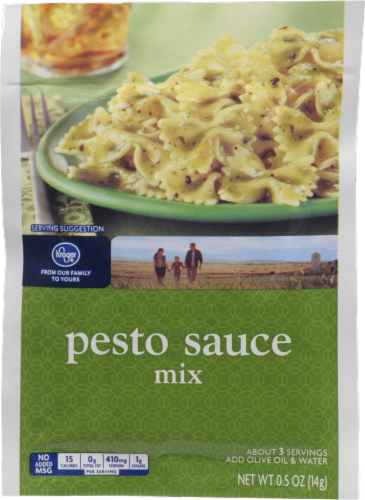 SERVING SUGGESTION
Kroger
FROM OUR FAMILY
TO YOURS
pesto sauce
mix
NO
ADDED
MSG
15
CALORIES
0g
TOTAL FAT
410mg
SODIUM
1g
SUGARS
PER SERVING
ABOUT 3 SERVINGS
ADD OLIVE OIL & WATER
NET WT 0.5 OZ (14g)